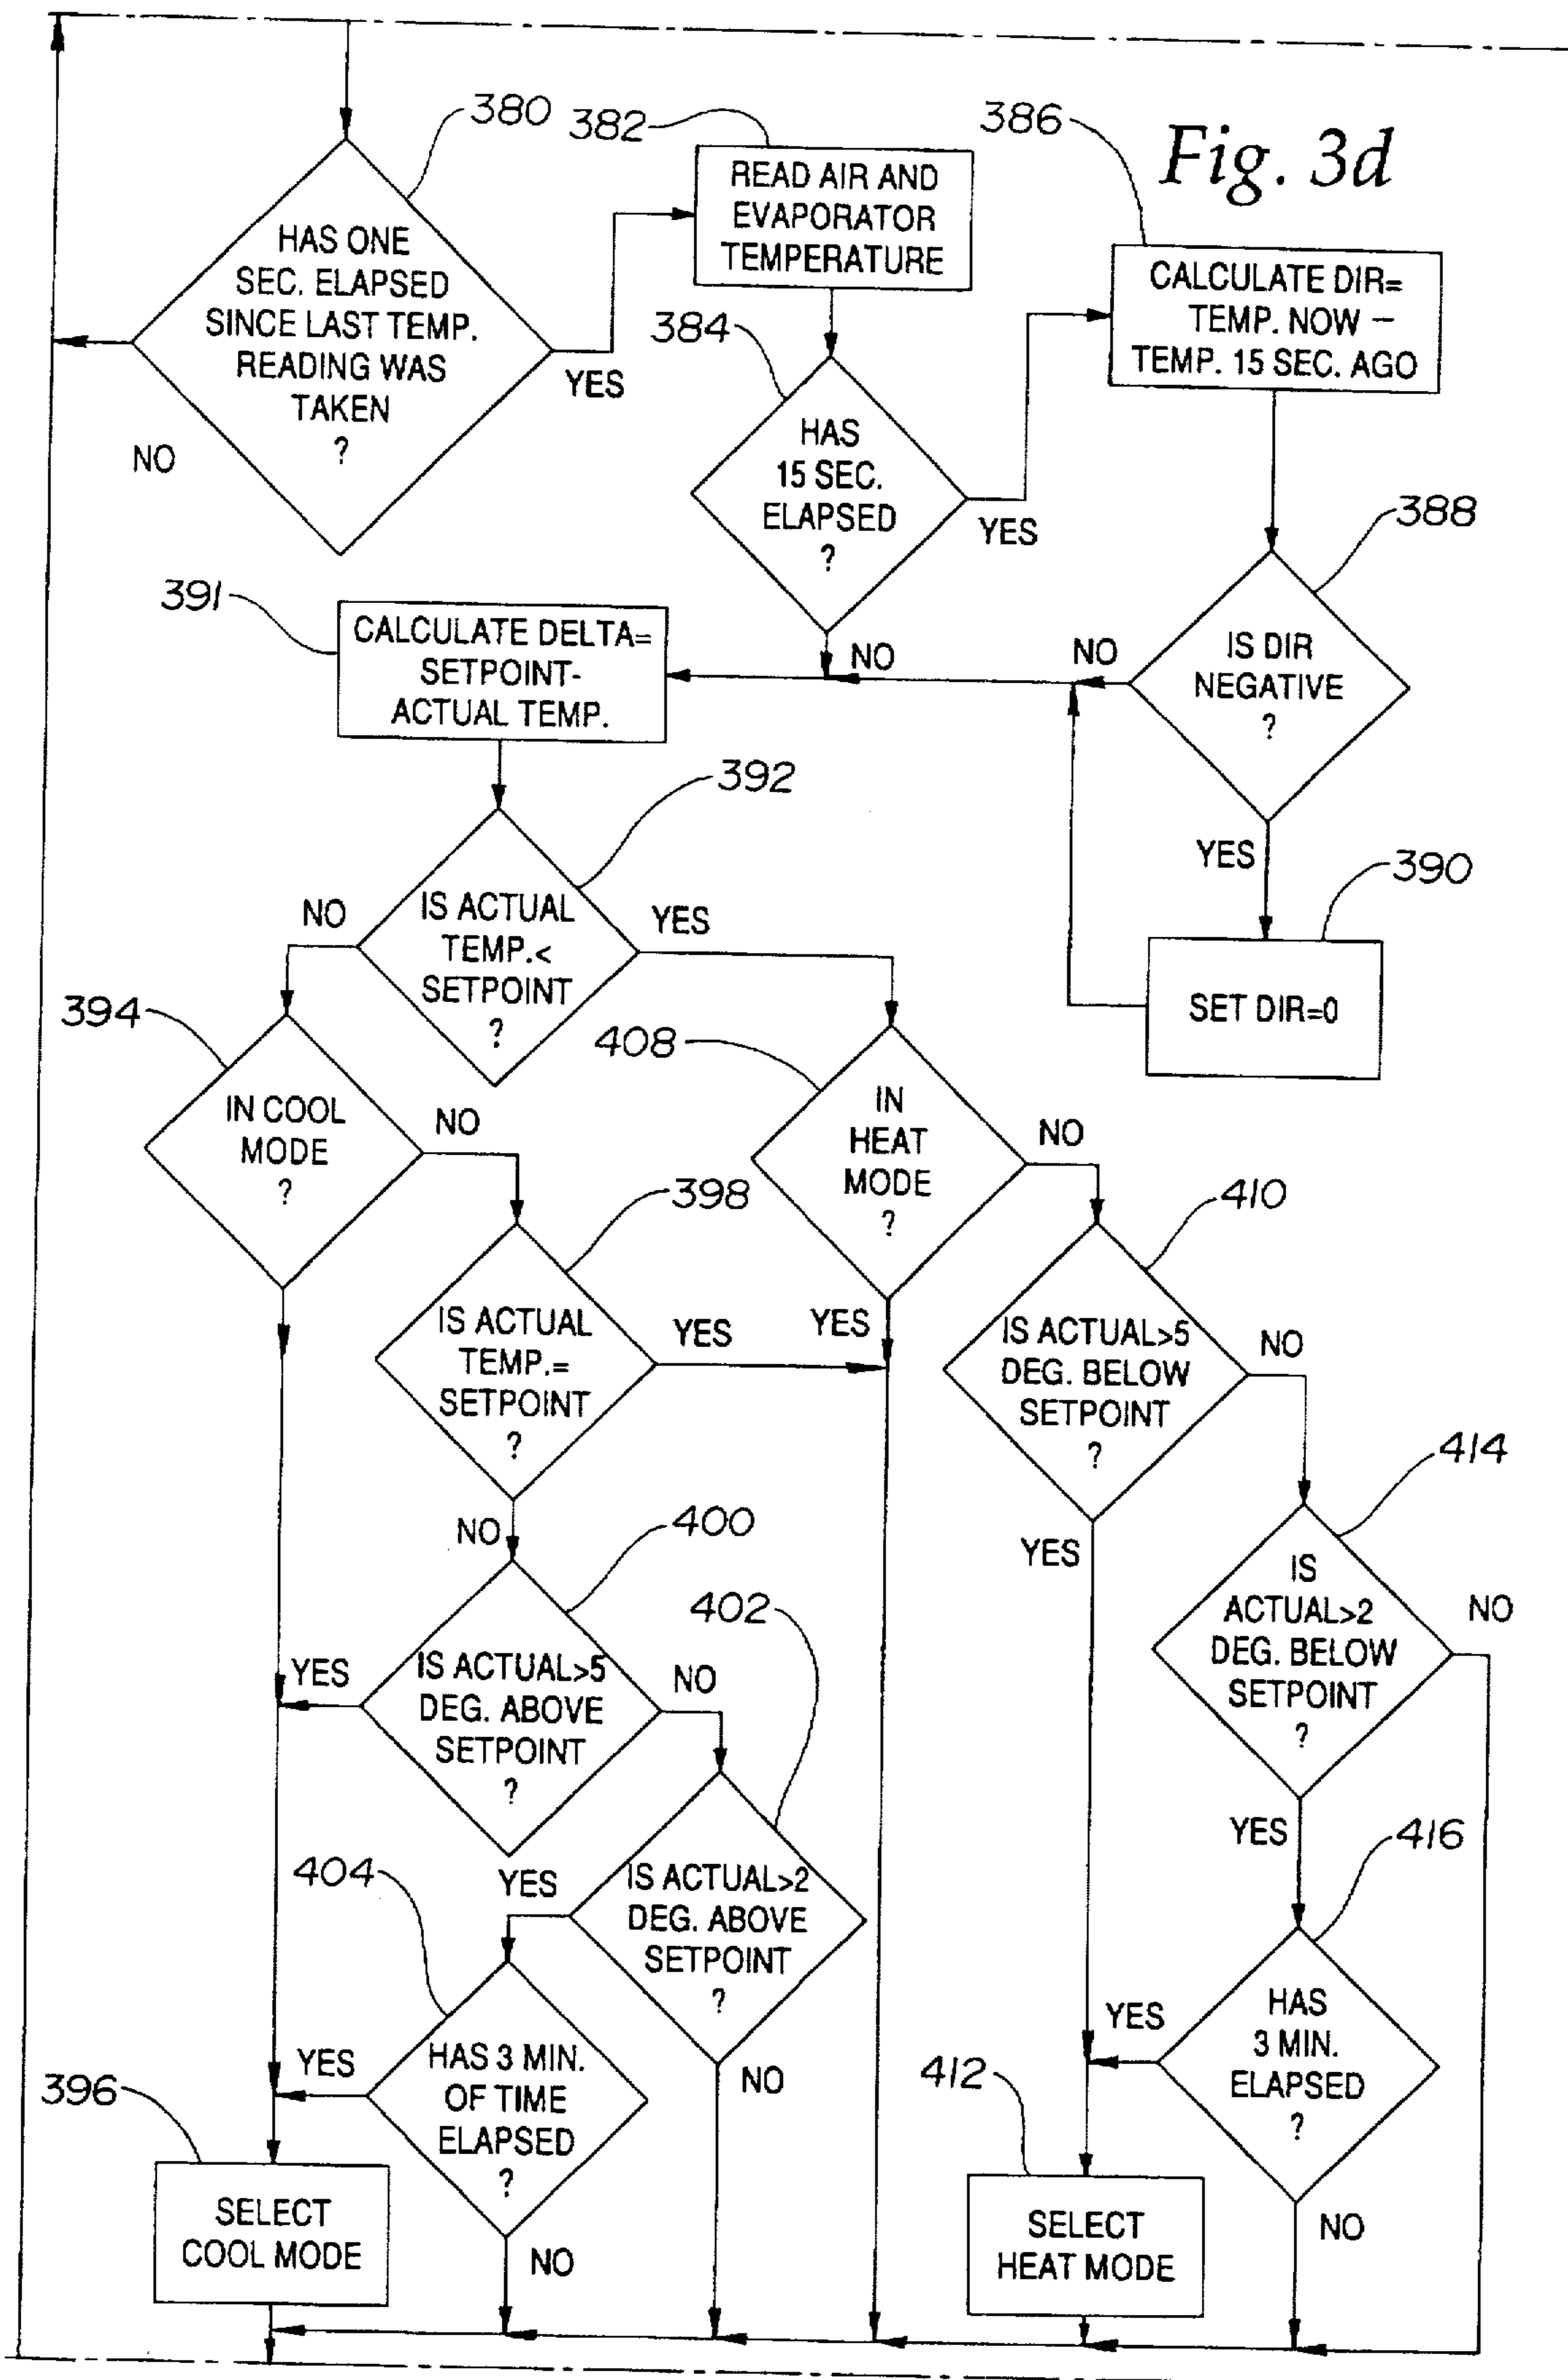 380
382
386
Fig. 3d
HAS ONE
SEC. ELAPSED
SINCE LAST TEMP.
READING WAS
TAKEN
?
NO
YES
READ AIR AND
EVAPORATOR
TEMPERATURE
384
HAS
15 SEC.
ELAPSED
?
YES
NO
CALCULATE DIR=
TEMP. NOW –
TEMP. 15 SEC. AGO
388
IS DIR
NEGATIVE
?
NO
YES
390
SET DIR=0
391
CALCULATE DELTA=
SETPOINT-
ACTUAL TEMP.
392
IS ACTUAL
TEMP.<
SETPOINT
?
NO
YES
394
IN COOL
MODE
?
NO
408
IN
HEAT
MODE
?
NO
YES
398
IS ACTUAL
TEMP.=
SETPOINT
?
YES
NO
410
IS ACTUAL>5
DEG. BELOW
SETPOINT
?
NO
YES
400
IS ACTUAL>5
DEG. ABOVE
SETPOINT
?
YES
NO
414
IS
ACTUAL>2
DEG. BELOW
SETPOINT
?
NO
YES
402
IS ACTUAL>2
DEG. ABOVE
SETPOINT
?
YES
NO
404
HAS 3 MIN.
OF TIME
ELAPSED
?
YES
NO
416
HAS
3 MIN.
ELAPSED
?
YES
NO
396
SELECT
COOL MODE
412
SELECT
HEAT MODE